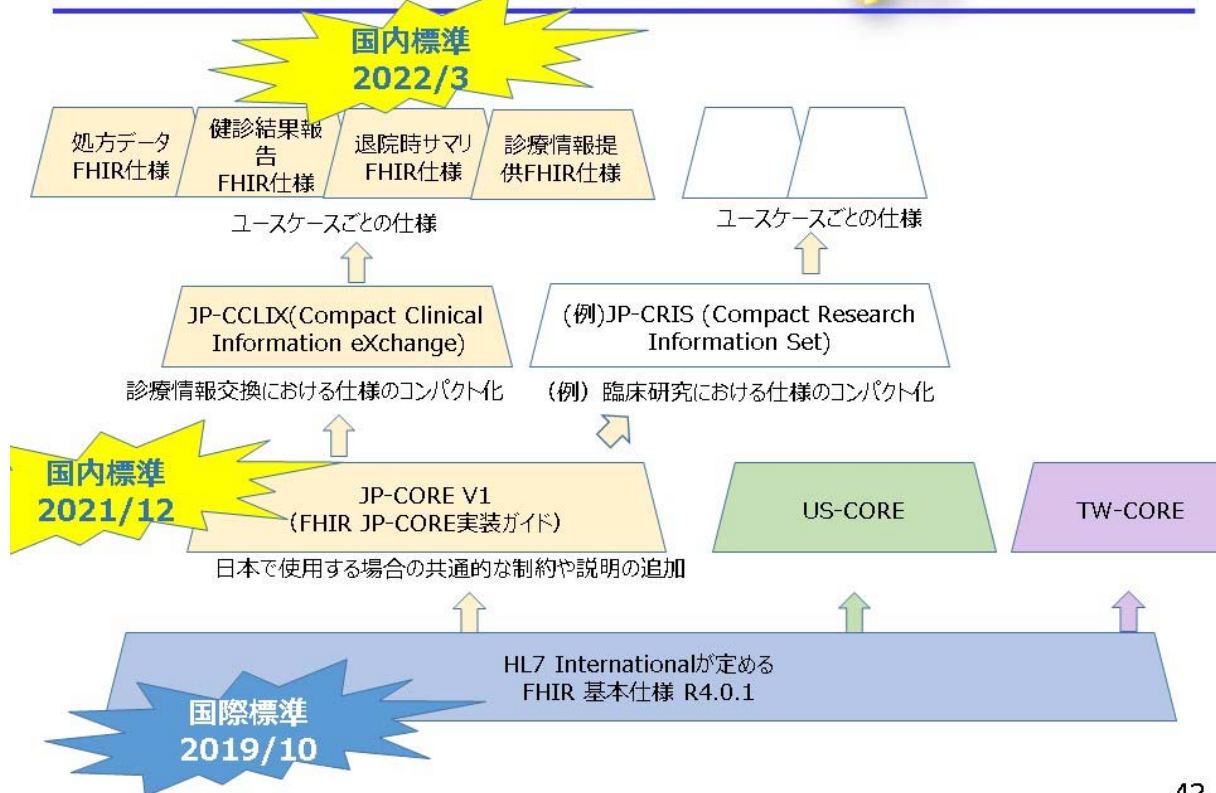 国内標準
2022/3
処方データ
FHIR仕様
健診結果報
告
FHIR仕様
退院時サマリ
FHIR仕様
診療情報提
供FHIR仕様
ユースケースごとの仕様
ユースケースごとの仕様
JP-CCLIX(Compact Clinical
Information eXchange)
(例)JP-CRIS (Compact Research
Information Set)
診療情報交換における仕様のコンパクト化
(例) 臨床研究における仕様のコンパクト化
国内標準
2021/12
JP-CORE V1
(FHIR JP-CORE実装ガイド)
US-CORE
TW-CORE
日本で使用する場合の共通的な制約や説明の追加
HL7 Internationalが定める
FHIR 基本仕様 R4.0.1
国際標準
2019/10